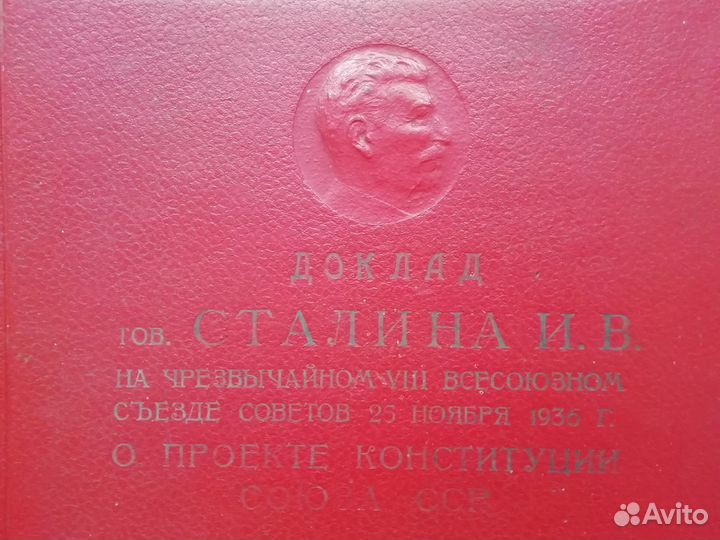 ДОКЛАД
тов. СТАЛИНА И. В.
НА ЧРЕЗВЫЧАЙНОМ VIII ВСЕСОЮЗНОМ
СЪЕЗДЕ СОВЕТОВ 25 НОЯБРЯ 1936 Г.
О ПРОЕКТЕ КОНСТИТУЦИИ
СОЮЗА ССР
Avito